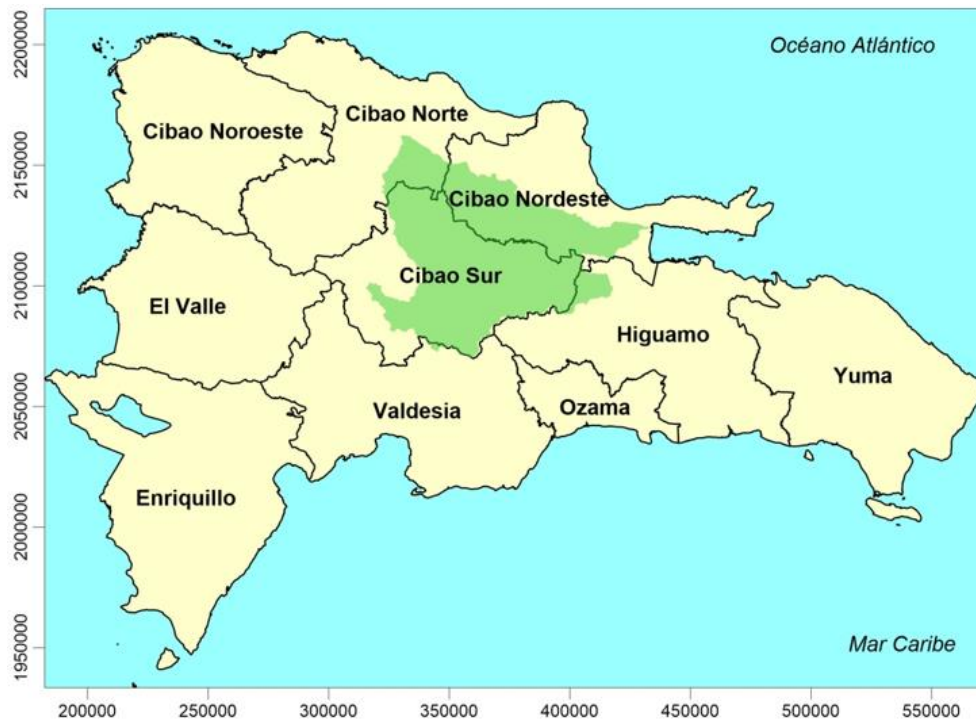 Océano Atlántico
Cibao Norte
Cibao Noroeste
Cibao Nordeste
Cibao Sur
El Valle
Higuamo
Yuma
Valdesia
Ozama
Enriquillo
Mar Caribe
2200000
2150000
2100000
2050000
2000000
1950000
200000 250000 300000 350000 400000 450000 500000 550000